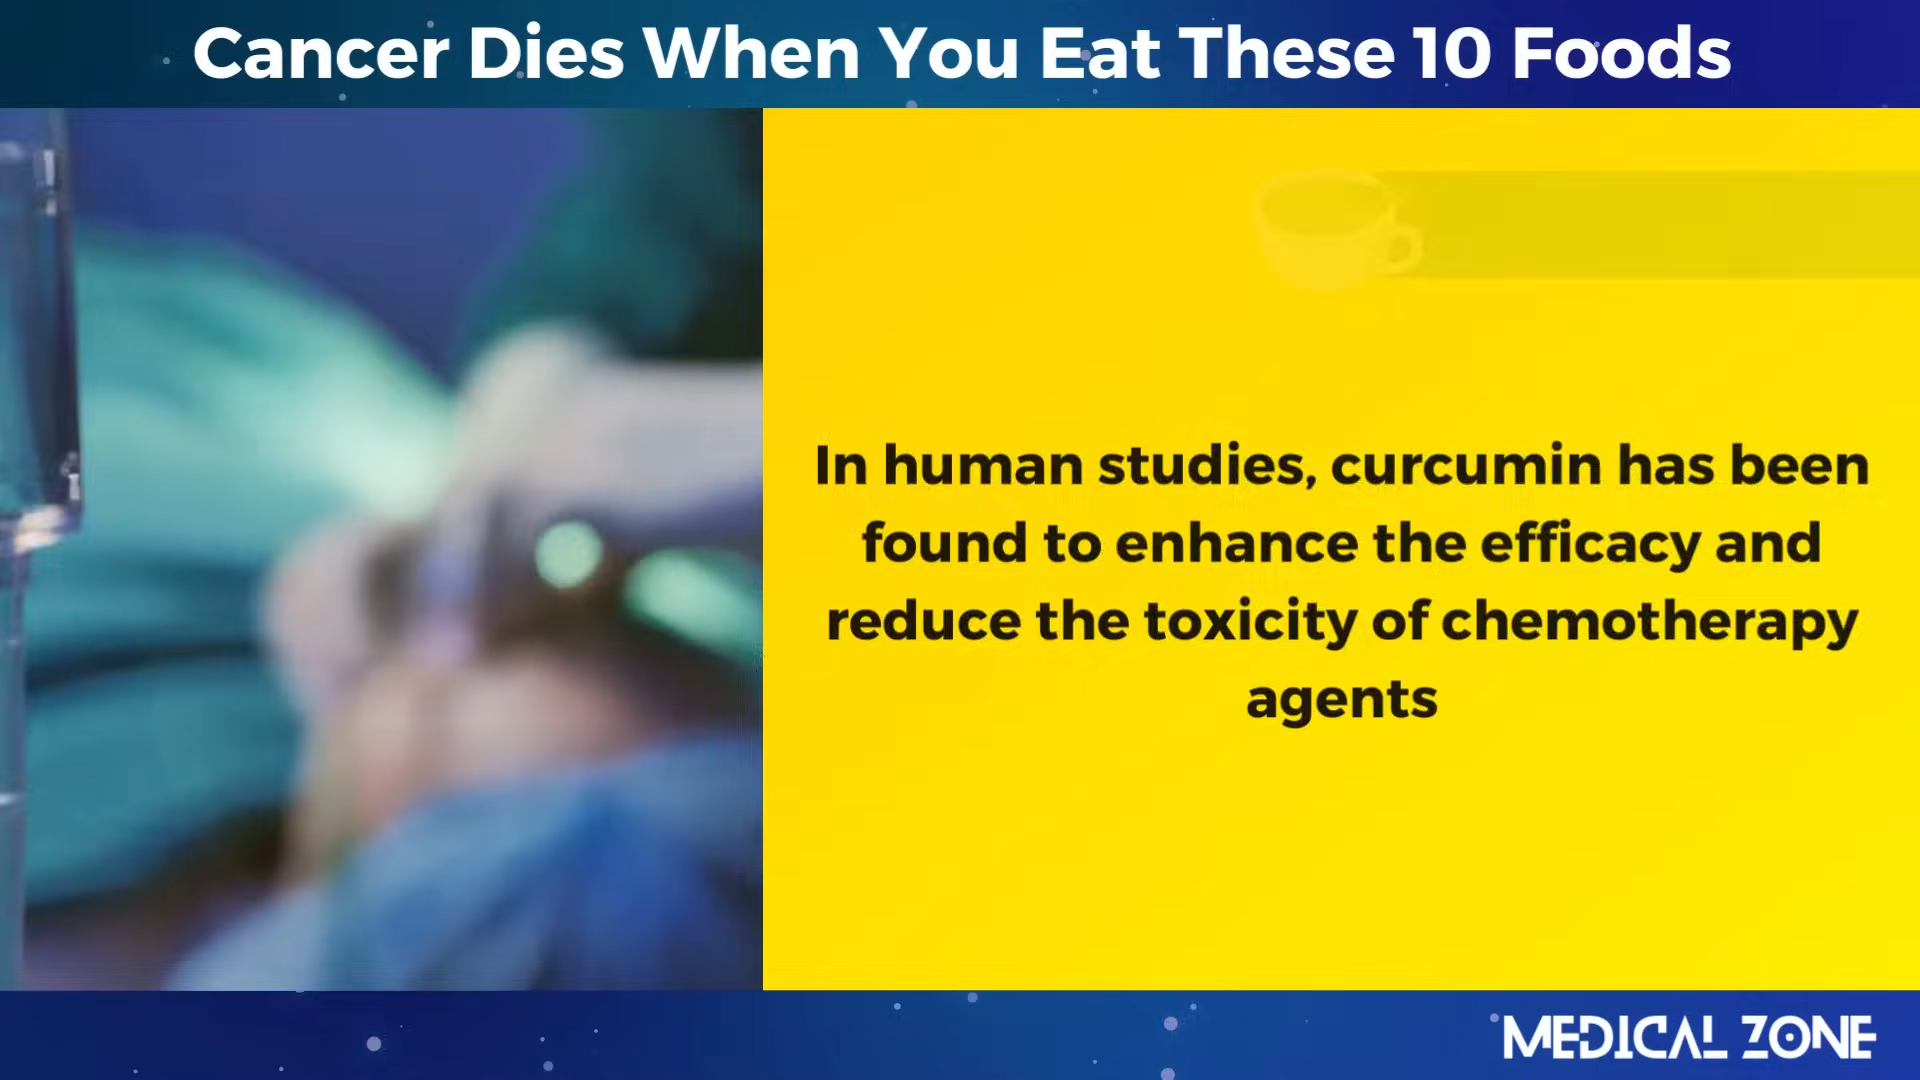 Cancer Dies When You Eat These 10 Foods
In human studies, curcumin has been
found to enhance the efficacy and
reduce the toxicity of chemotherapy
agents
MEDICAL ZONE